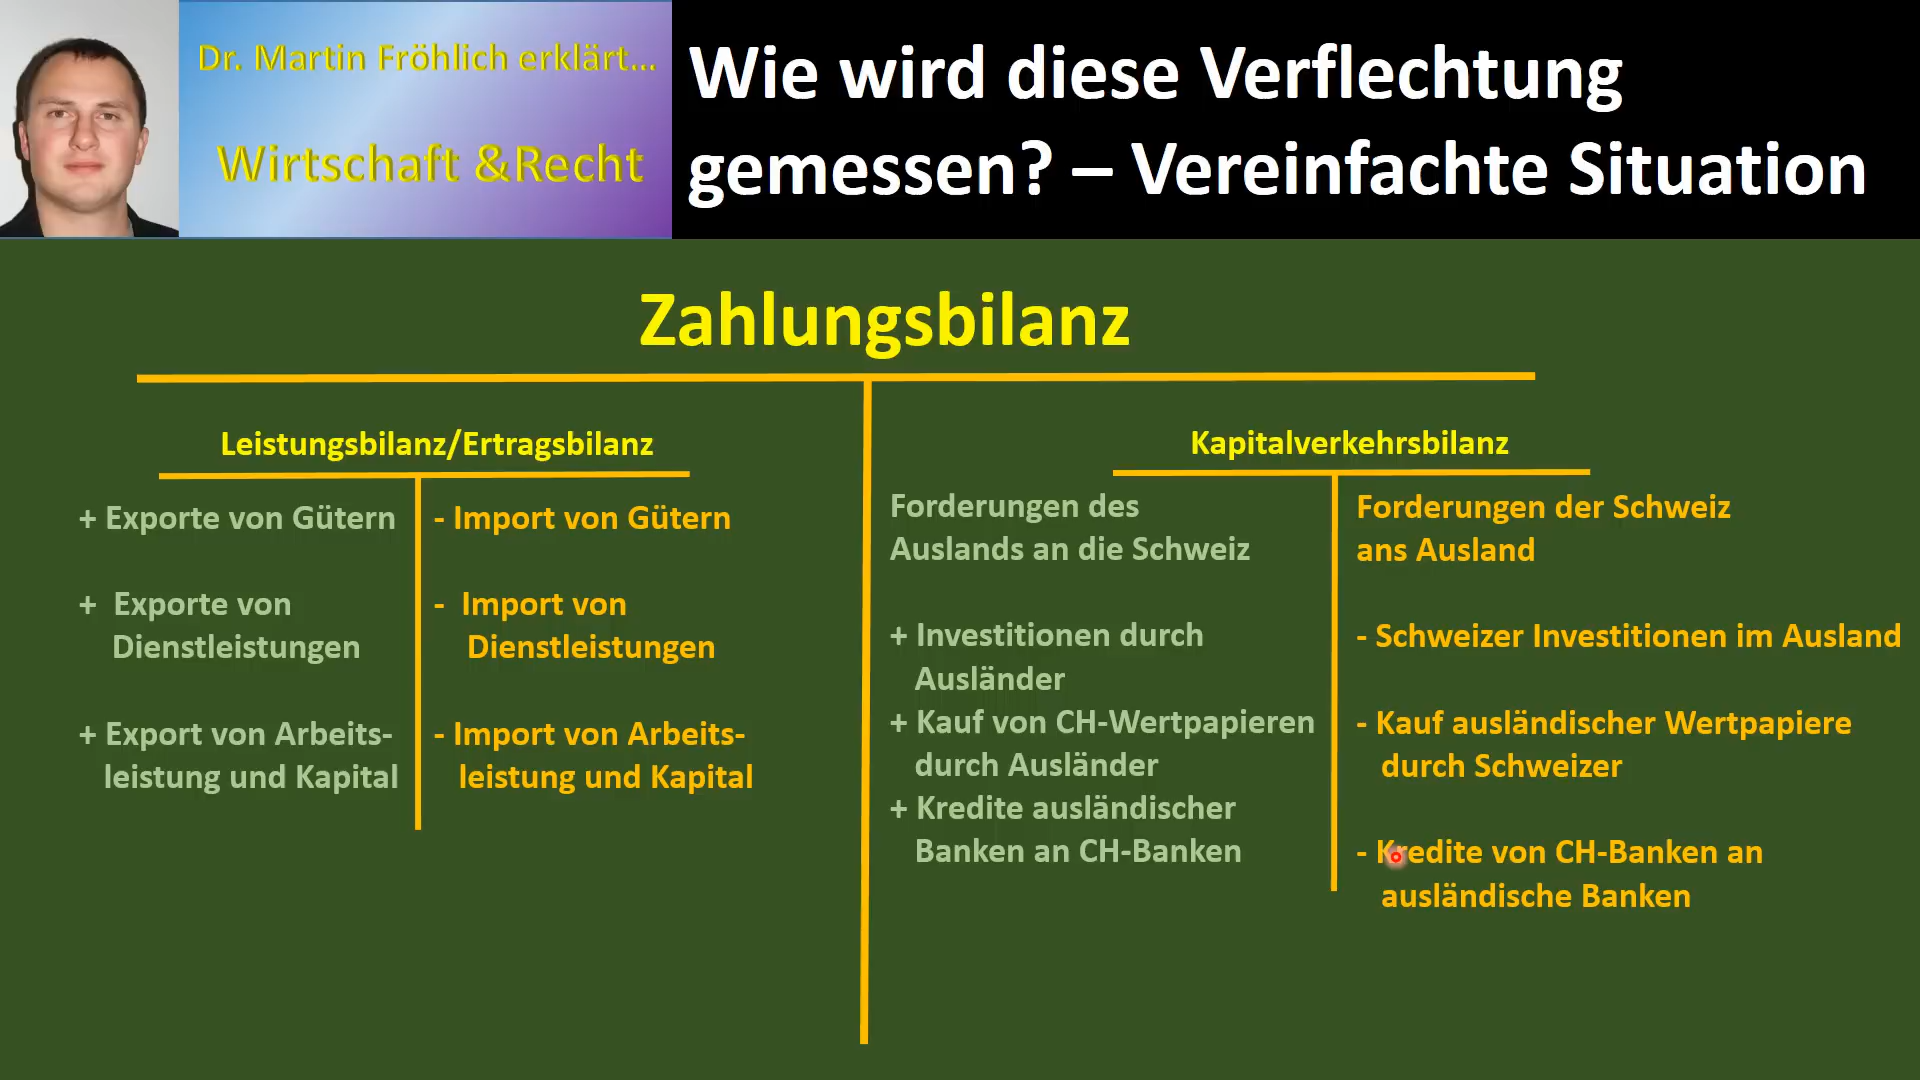 Dr. Martin Fröhlich erklärt...
Wirtschaft &Recht
Wie wird diese Verflechtung
gemessen? – Vereinfachte Situation
Zahlungsbilanz
Leistungsbilanz/Ertragsbilanz
+ Exporte von Gütern
+ Exporte von
Dienstleistungen
+ Export von Arbeits-
leistung und Kapital
- Import von Gütern
- Import von
Dienstleistungen
- Import von Arbeits-
leistung und Kapital
Kapitalverkehrsbilanz
Forderungen des
Auslands an die Schweiz
+ Investitionen durch
Ausländer
+ Kauf von CH-Wertpapieren
durch Ausländer
+ Kredite ausländischer
Banken an CH-Banken
Forderungen der Schweiz
ans Ausland
- Schweizer Investitionen im Ausland
- Kauf ausländischer Wertpapiere
durch Schweizer
- Kredite von CH-Banken an
ausländische Banken